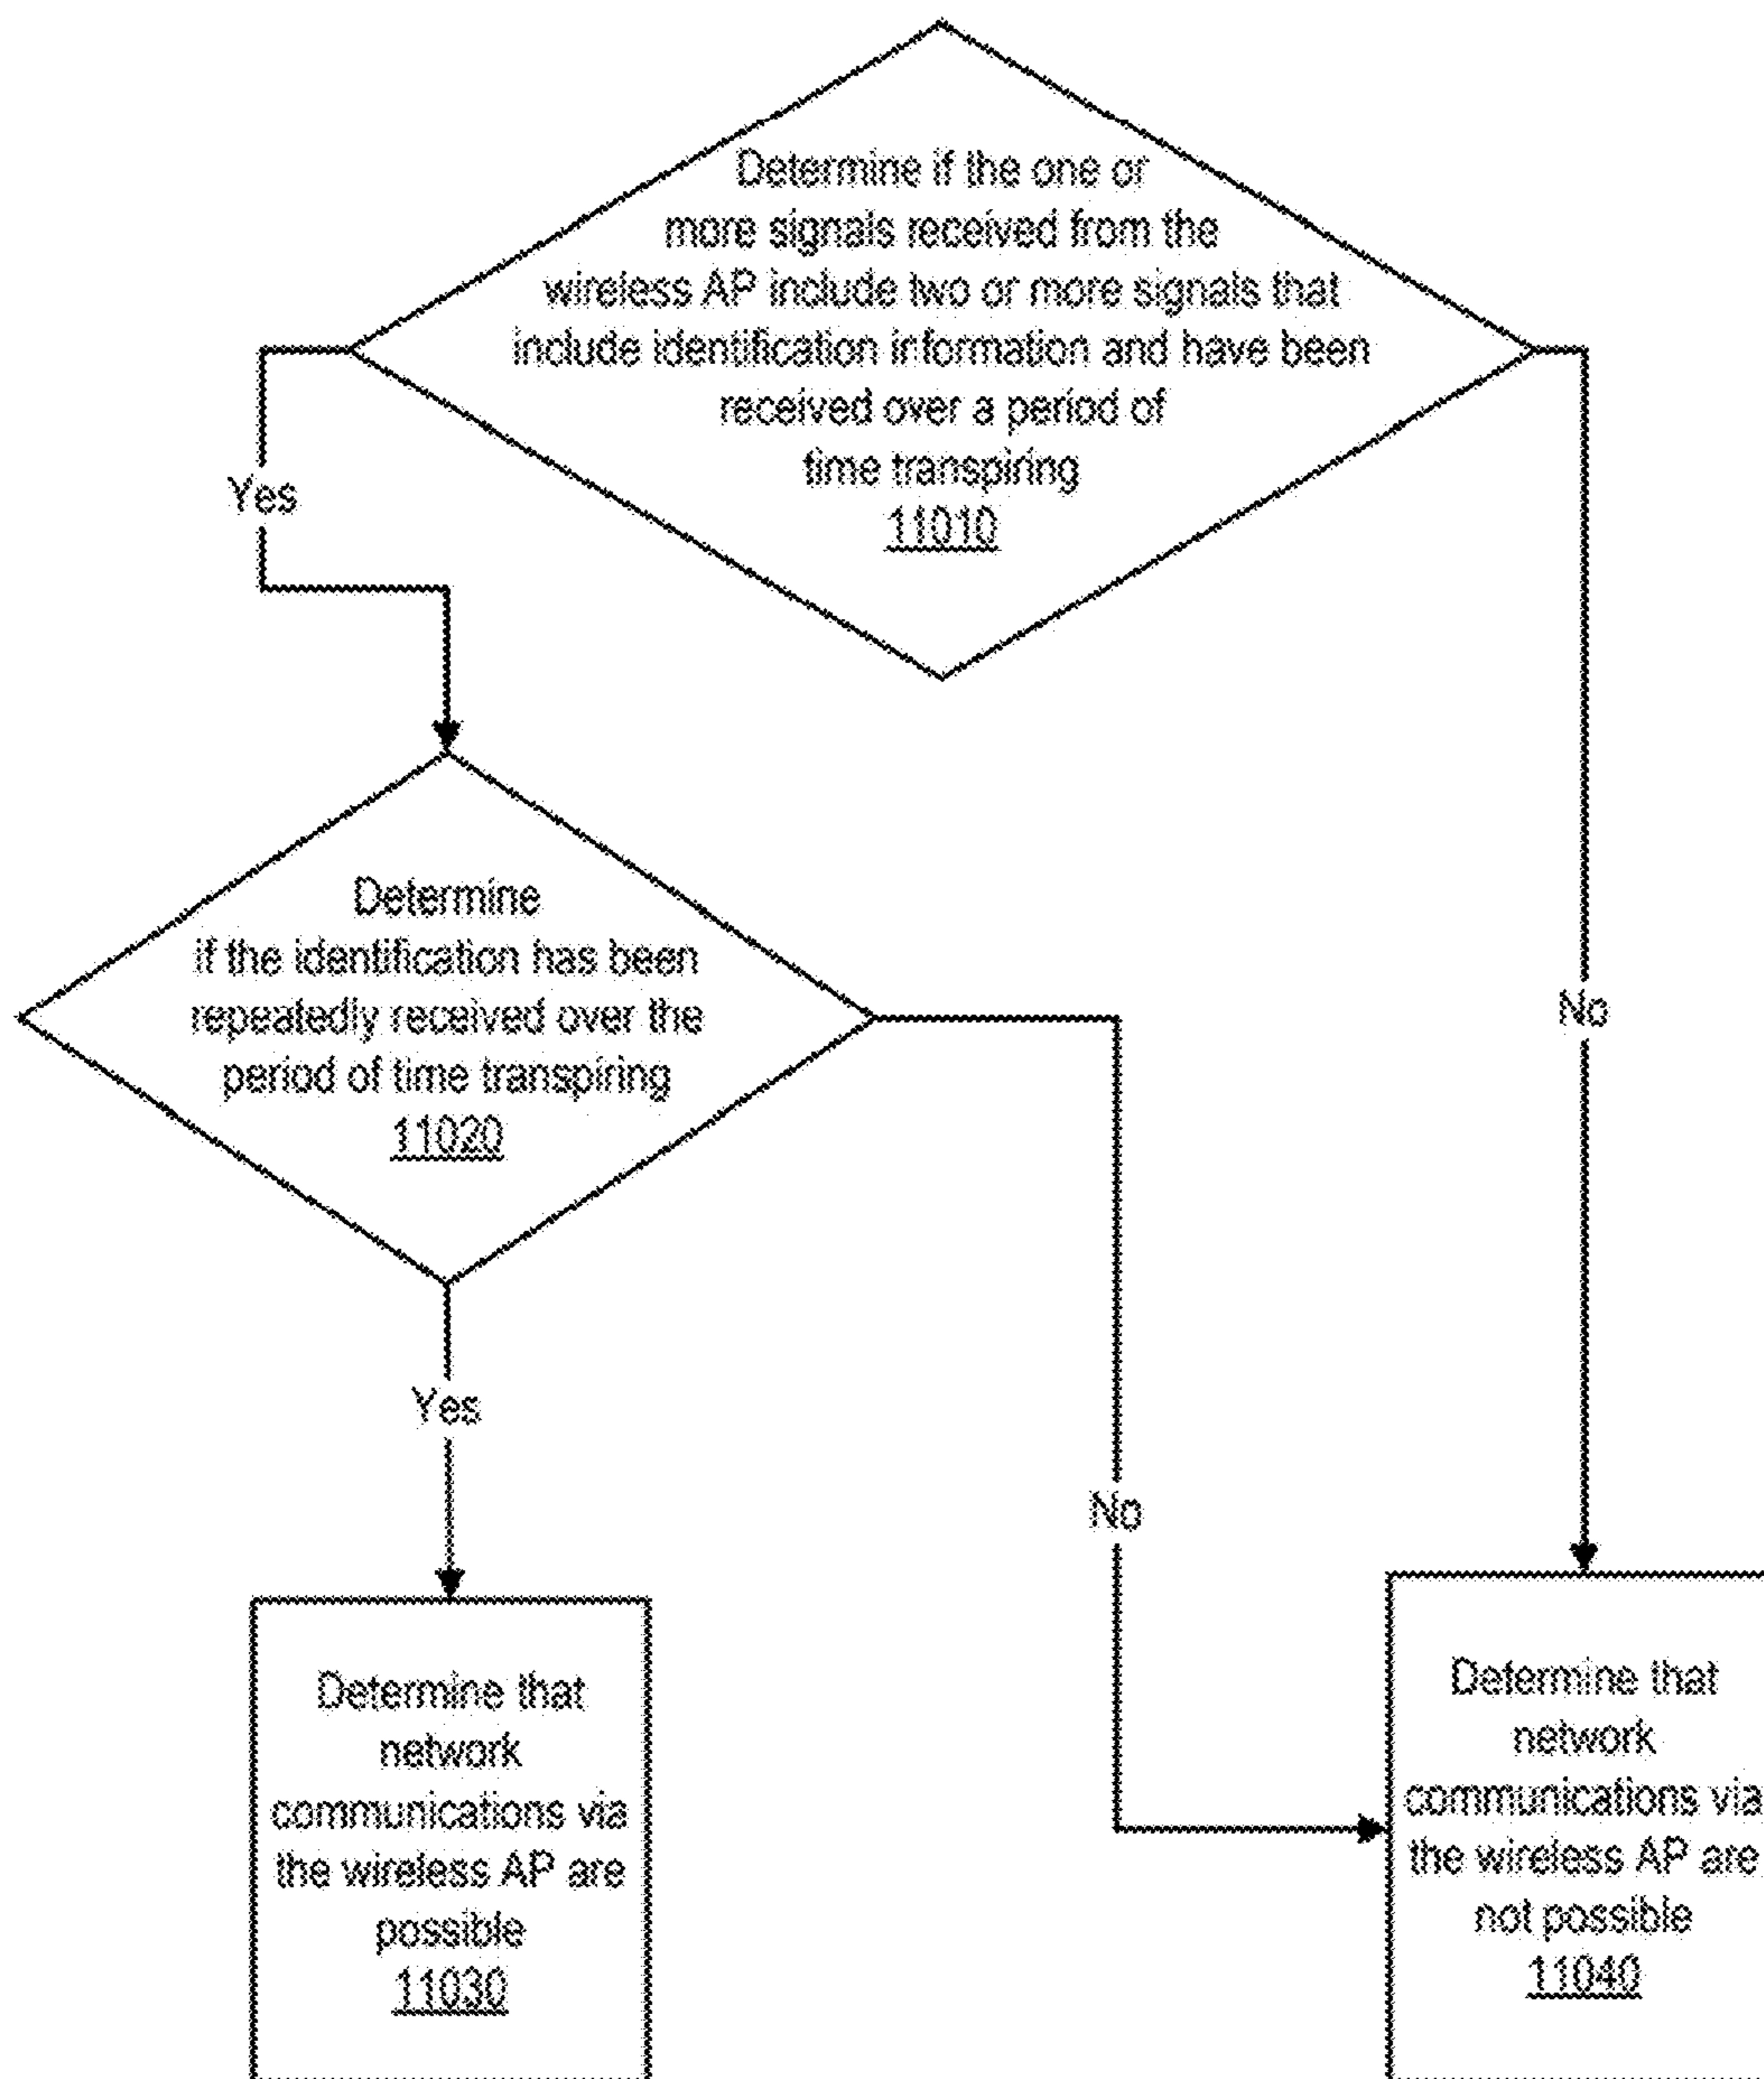 Determine if the one or
more signals received from the
wireless AP include two or more signals that
include identification information and have been
received over a period of
time transpiring
11010
Yes
No
Determine
if the identification has been
repeatedly received over the
period of time transpiring
11020
Yes
No
Determine that
network
communications via
the wireless AP are
possible
11030
Determine that
network
communications via
the wireless AP are
not possible
11040